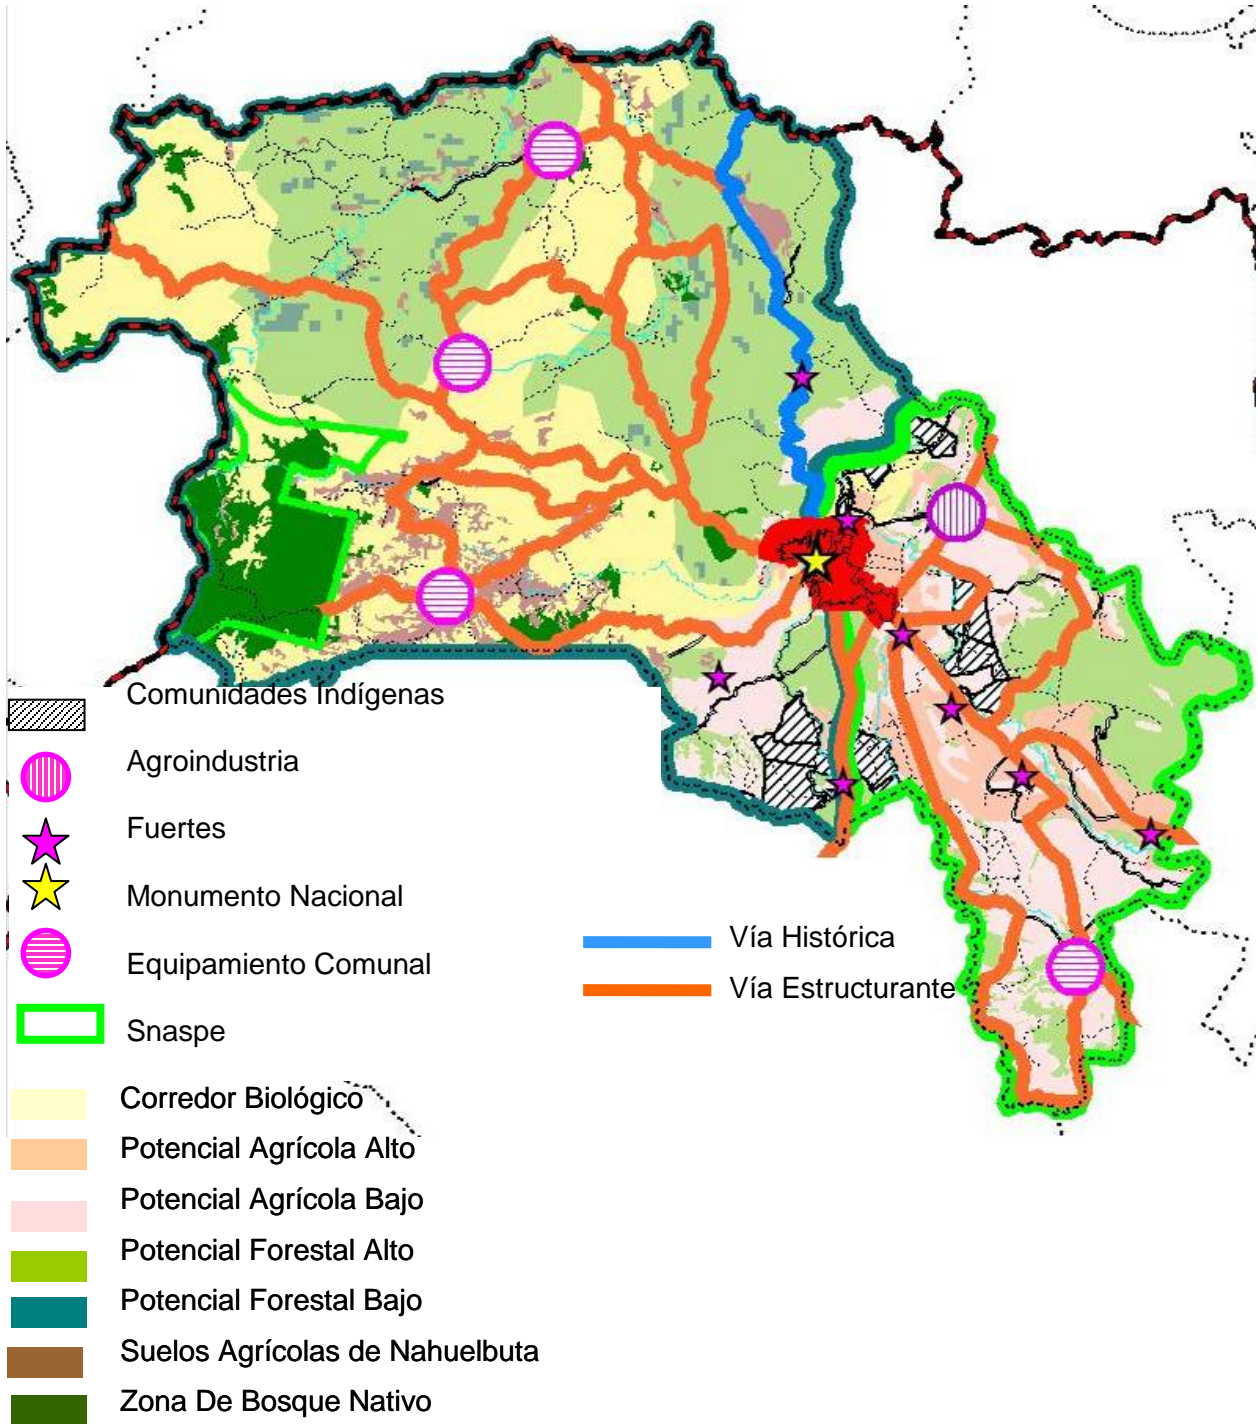 Comunidades Indígenas
Agroindustria
Fuertes
Monumento Nacional
Equipamiento Comunal
Snaspe
Vía Histórica
Vía Estructurante
Corredor Biológico
Potencial Agrícola Alto
Potencial Agrícola Bajo
Potencial Forestal Alto
Potencial Forestal Bajo
Suelos Agrícolas de Nahuelbuta
Zona De Bosque Nativo